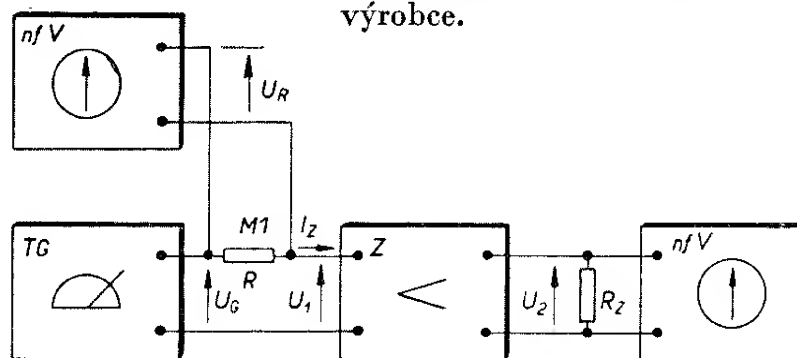 výrobce.
nf V
U_R
TG
M1
R
I_Z
Z
U_G
U_1
U_2
R_Z
nf V